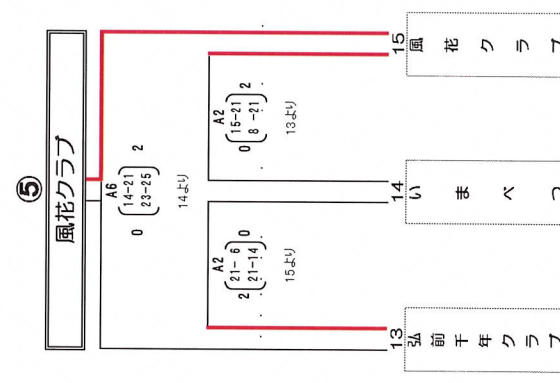 ⑤
風花クラブ
A6
0 14-21 2
23-25
14より
A2
2 21- 6 0
21-14
15より
A2
0 15-21 2
8 -21
13より
13
弘前千年クラブ
14
いまべつ
15
風花クラブ